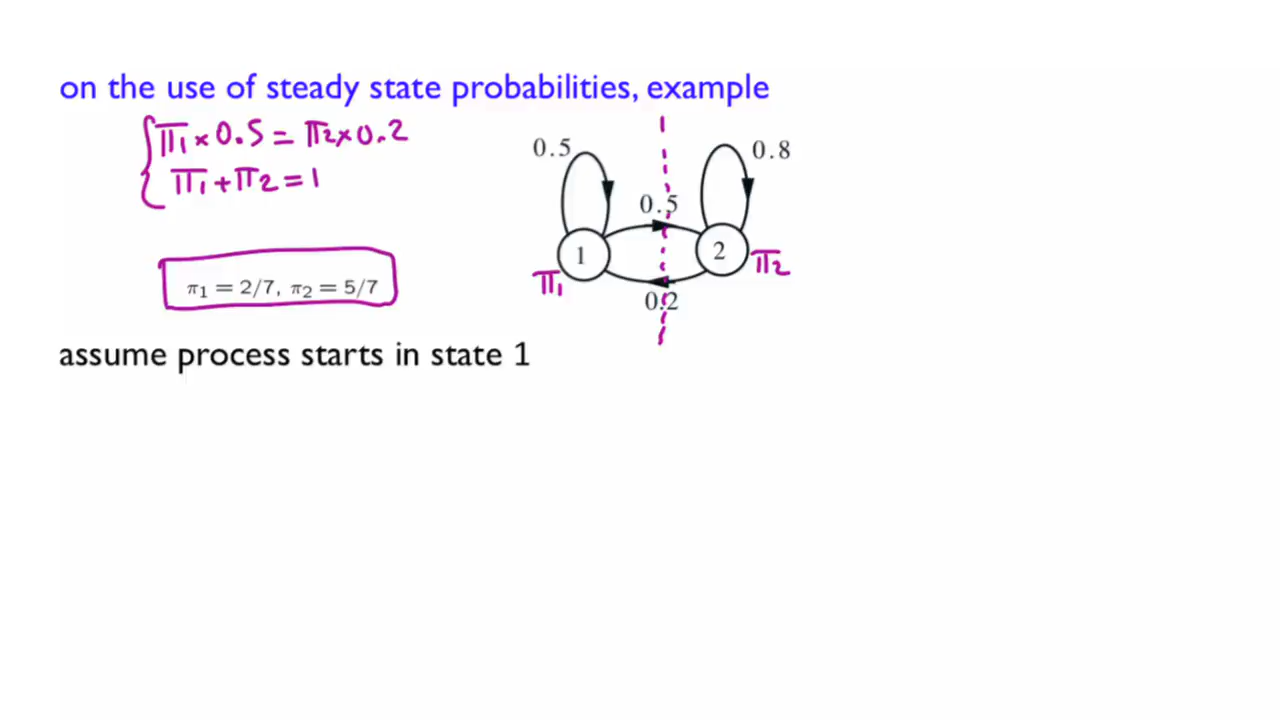 on the use of steady state probabilities, example
π1 × 0.5 = π2 × 0.2
π1 + π2 = 1
0.5
0.8
0.5
1
2
π1
π2
0.2
π1 = 2/7, π2 = 5/7
assume process starts in state 1